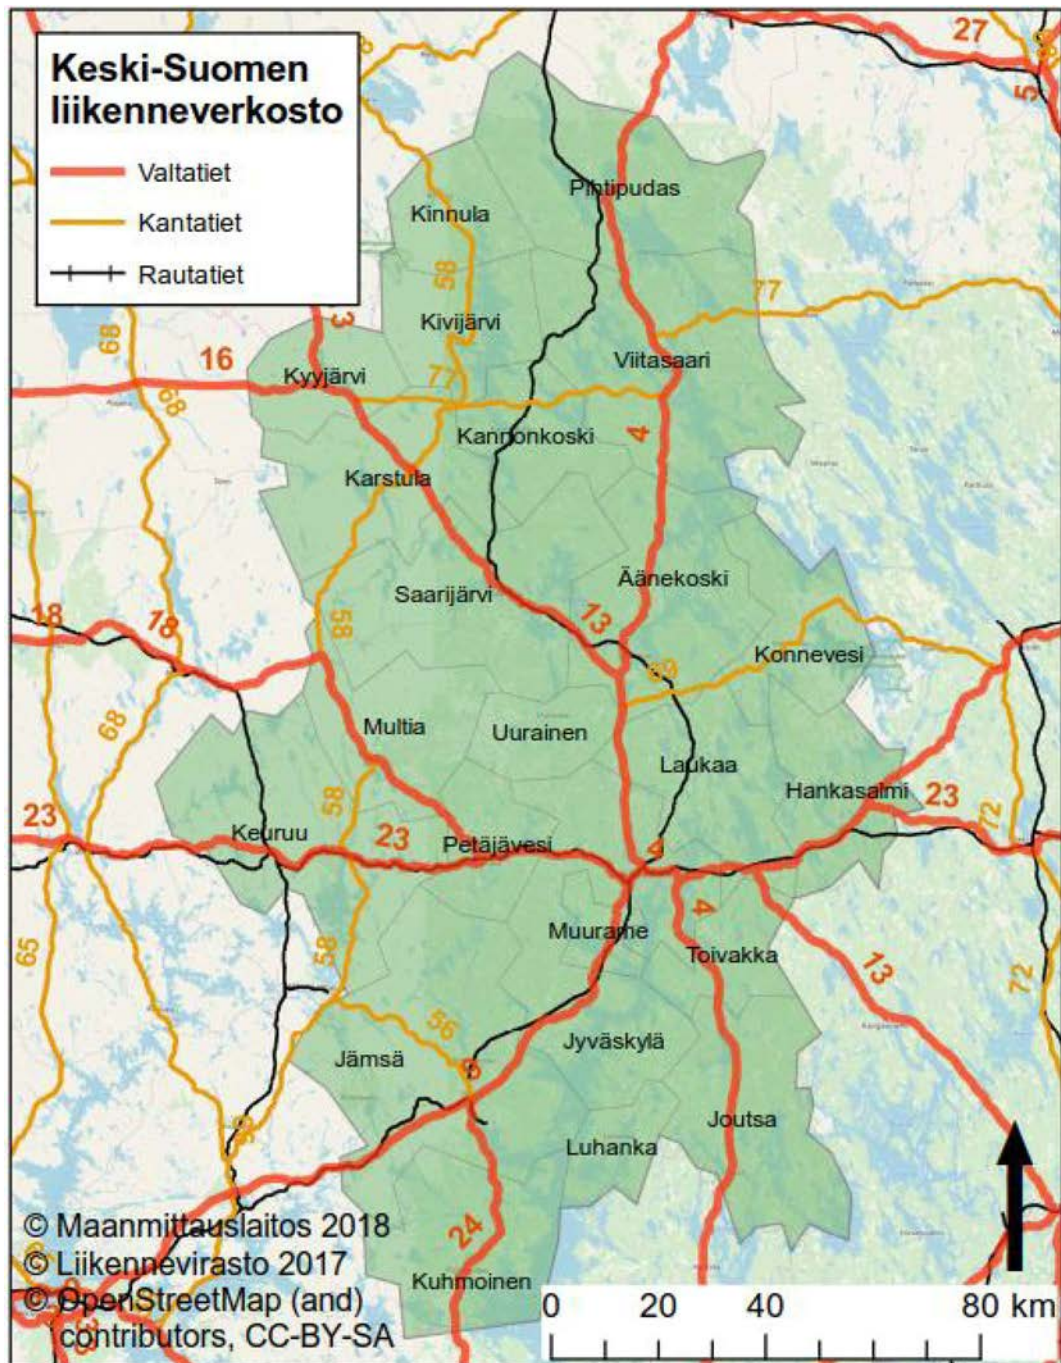 Keski-Suomen
liikenneverkosto
Valtatiet
Kantatiet
Rautatiet
27
5
Pihtipudas
Kinnula
58
77
Kivijärvi
Viitasaari
68
16
Kyyjärvi
77
68
Kannonkoski
4
Karstula
Äänekoski
Saarijärvi
13
18
18
58
Konnevesi
69
68
Multia
Uurainen
Laukaa
Hankasalmi
58
23
23
72
Keuruu
23
Petäjävesi
4
4
Muurame
65
58
Toivakka
13
72
56
Jyväskylä
Jämsä
9
Joutsa
Luhanka
24
Kuhmoinen
© Maanmittauslaitos 2018
© Liikennevirasto 2017
© OpenStreetMap (and)
contributors, CC-BY-SA
0 20 40 80 km